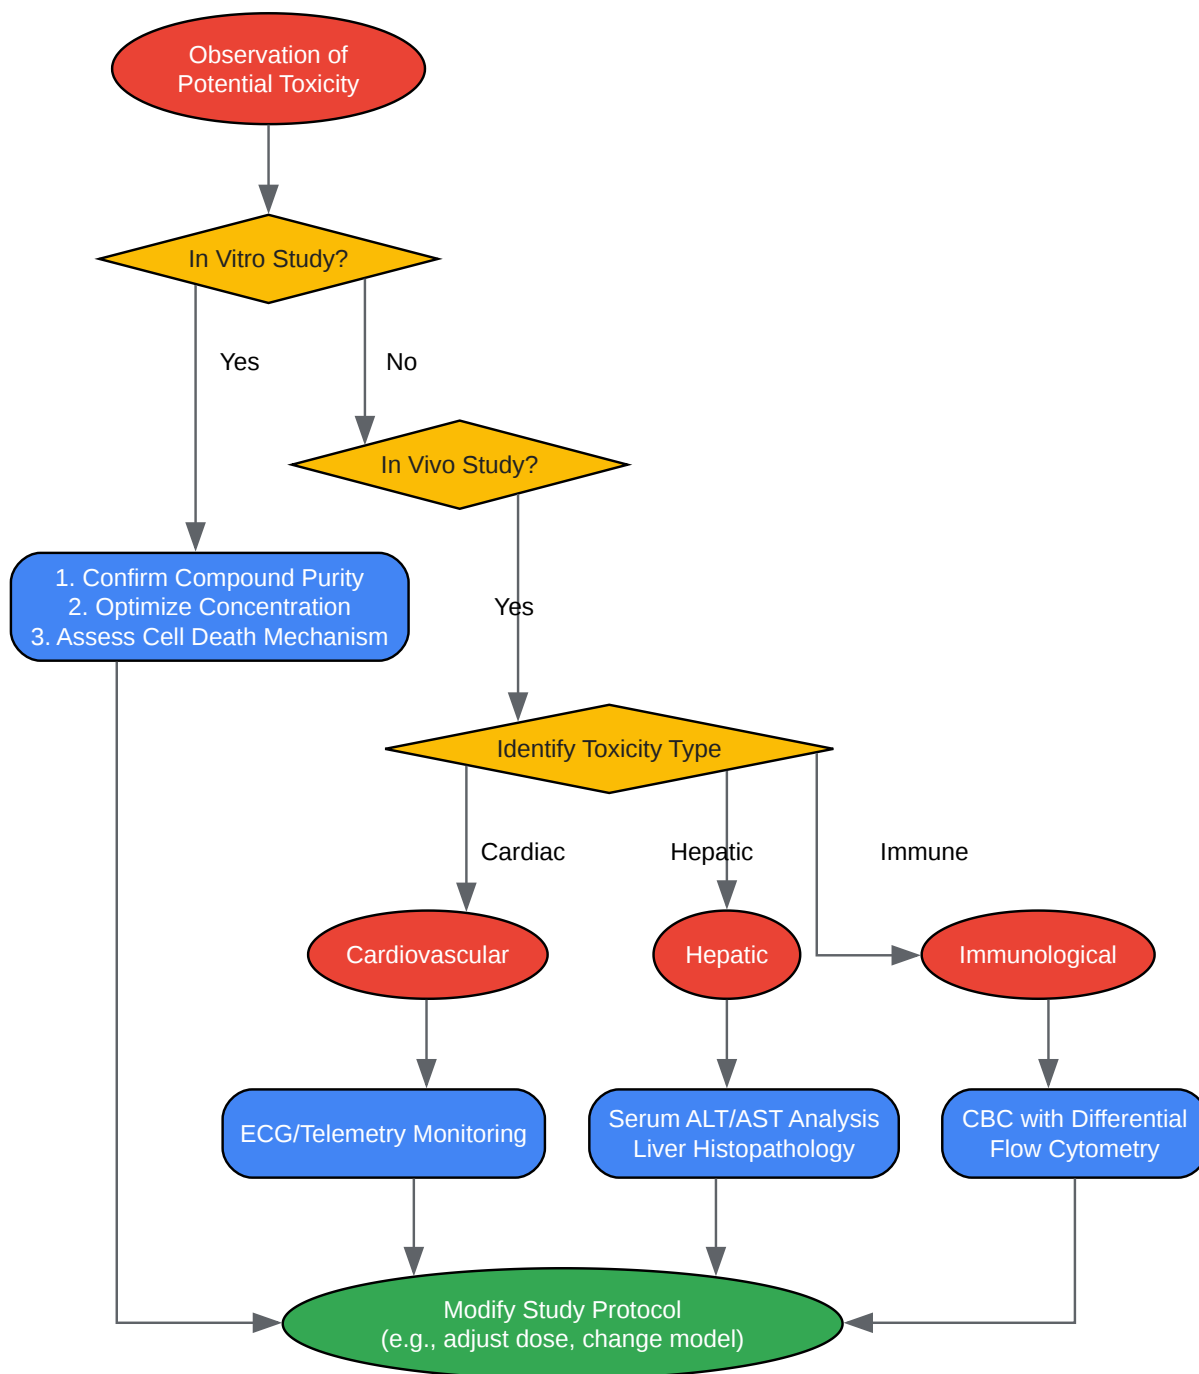 Observation of
Potential Toxicity
In Vitro Study?
Yes
No
In Vivo Study?
1. Confirm Compound Purity
2. Optimize Concentration
3. Assess Cell Death Mechanism
Yes
Identify Toxicity Type
Cardiac
Hepatic
Immune
Cardiovascular
Hepatic
Immunological
ECG/Telemetry Monitoring
Serum ALT/AST Analysis
Liver Histopathology
CBC with Differential
Flow Cytometry
Modify Study Protocol
(e.g., adjust dose, change model)